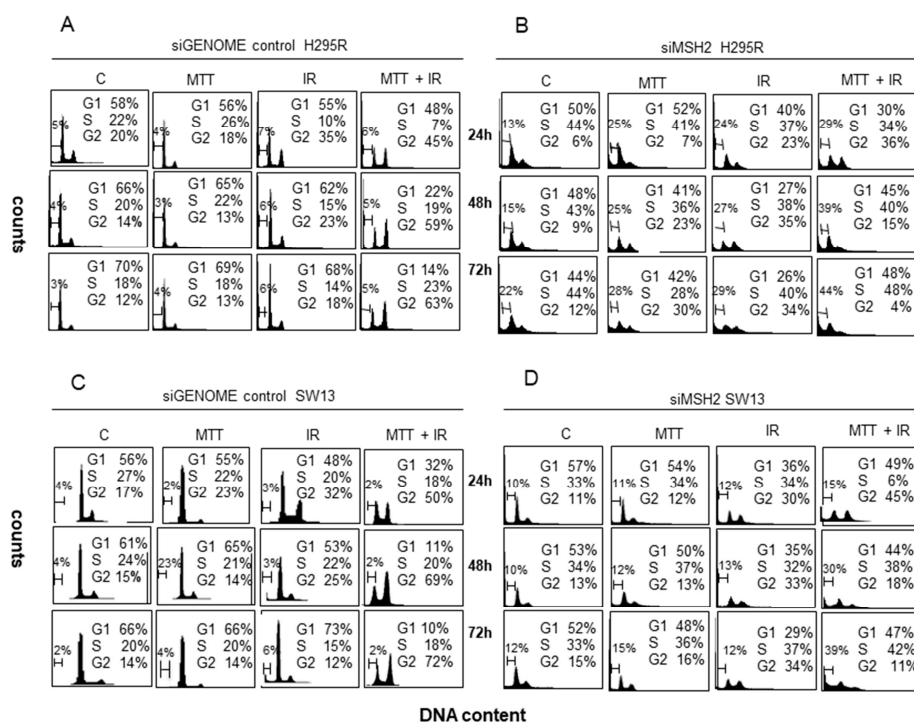 A
siGENOME control H295R
C MTT IR MTT + IR
G1 58%
S 22%
G2 20%
5%
G1 56%
S 26%
G2 18%
4%
G1 55%
S 10%
G2 35%
7%
G1 48%
S 7%
G2 45%
6%
G1 66%
S 20%
G2 14%
4%
G1 65%
S 22%
G2 13%
3%
G1 62%
S 15%
G2 23%
6%
G1 22%
S 19%
G2 59%
5%
G1 70%
S 18%
G2 12%
3%
G1 69%
S 18%
G2 13%
4%
G1 68%
S 14%
G2 18%
6%
G1 14%
S 23%
G2 63%
5%
counts
B
siMSH2 H295R
C MTT IR MTT + IR
24h
G1 50%
S 44%
G2 6%
13%
G1 52%
S 41%
G2 7%
25%
G1 40%
S 37%
G2 23%
24%
G1 30%
S 34%
G2 36%
29%
48h
G1 48%
S 43%
G2 9%
15%
G1 41%
S 36%
G2 23%
25%
G1 27%
S 38%
G2 35%
27%
G1 45%
S 40%
G2 15%
39%
72h
G1 44%
S 44%
G2 12%
22%
G1 42%
S 28%
G2 30%
28%
G1 26%
S 40%
G2 34%
29%
G1 48%
S 48%
G2 4%
44%
C
siGENOME control SW13
C MTT IR MTT + IR
G1 56%
S 27%
G2 17%
4%
G1 55%
S 22%
G2 23%
2%
G1 48%
S 20%
G2 32%
3%
G1 32%
S 18%
G2 50%
2%
G1 61%
S 24%
G2 15%
4%
G1 65%
S 21%
G2 14%
23%
G1 53%
S 22%
G2 25%
3%
G1 11%
S 20%
G2 69%
2%
G1 66%
S 20%
G2 14%
2%
G1 66%
S 20%
G2 14%
4%
G1 73%
S 15%
G2 12%
6%
G1 10%
S 18%
G2 72%
2%
counts
D
siMSH2 SW13
C MTT IR MTT + IR
24h
G1 57%
S 33%
G2 11%
10%
G1 54%
S 34%
G2 12%
11%
G1 36%
S 34%
G2 30%
12%
G1 49%
S 6%
G2 45%
15%
48h
G1 53%
S 34%
G2 13%
10%
G1 50%
S 37%
G2 13%
12%
G1 35%
S 32%
G2 33%
13%
G1 44%
S 38%
G2 18%
30%
72h
G1 52%
S 33%
G2 15%
12%
G1 48%
S 36%
G2 16%
15%
G1 29%
S 37%
G2 34%
12%
G1 47%
S 42%
G2 11%
39%
DNA content